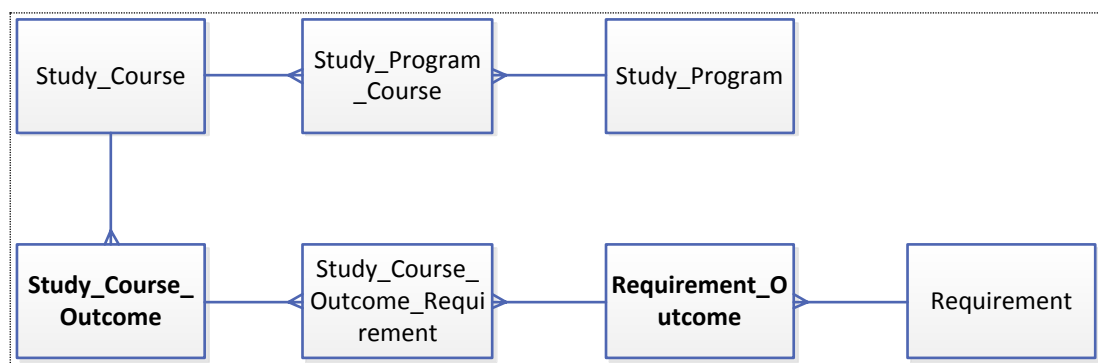 Study_Course
Study_Program
_Course
Study_Program
Study_Course_
Outcome
Study_Course_
Outcome_Requi
rement
Requirement_O
utcome
Requirement